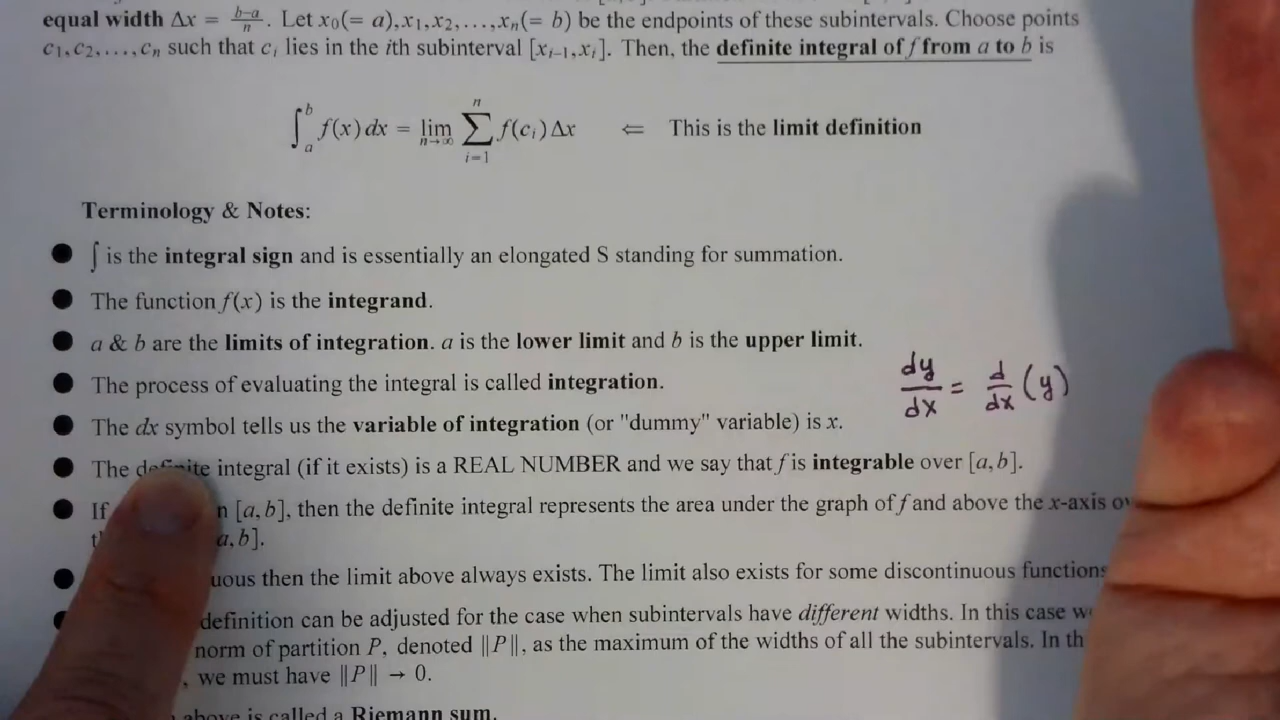 equal width Δx = (b−a)/n. Let x₀(= a), x₁, x₂, …, xₙ(= b) be the endpoints of these subintervals. Choose points
c₁, c₂, …, cₙ such that cᵢ lies in the ith subinterval [xᵢ₋₁, xᵢ]. Then, the definite integral of f from a to b is
∫ₐᵇ f(x) dx = lim n→∞ ∑ i=1 n f(cᵢ) Δx ⇐ This is the limit definition
Terminology & Notes:
● ∫ is the integral sign and is essentially an elongated S standing for summation.
● The function f(x) is the integrand.
● a & b are the limits of integration. a is the lower limit and b is the upper limit.
● The process of evaluating the integral is called integration.
dy/dx = d/dx (y)
● The dx symbol tells us the variable of integration (or "dummy" variable) is x.
● The definite integral (if it exists) is a REAL NUMBER and we say that f is integrable over [a, b].
● If [a, b], then the definite integral represents the area under the graph of f and above the x-axis
a, b].
● then the limit above always exists. The limit also exists for some discontinuous functions
definition can be adjusted for the case when subintervals have different widths. In this case
norm of partition P, denoted ‖P‖, as the maximum of the widths of all the subintervals. In
, we must have ‖P‖ → 0.
above is called a Riemann sum.